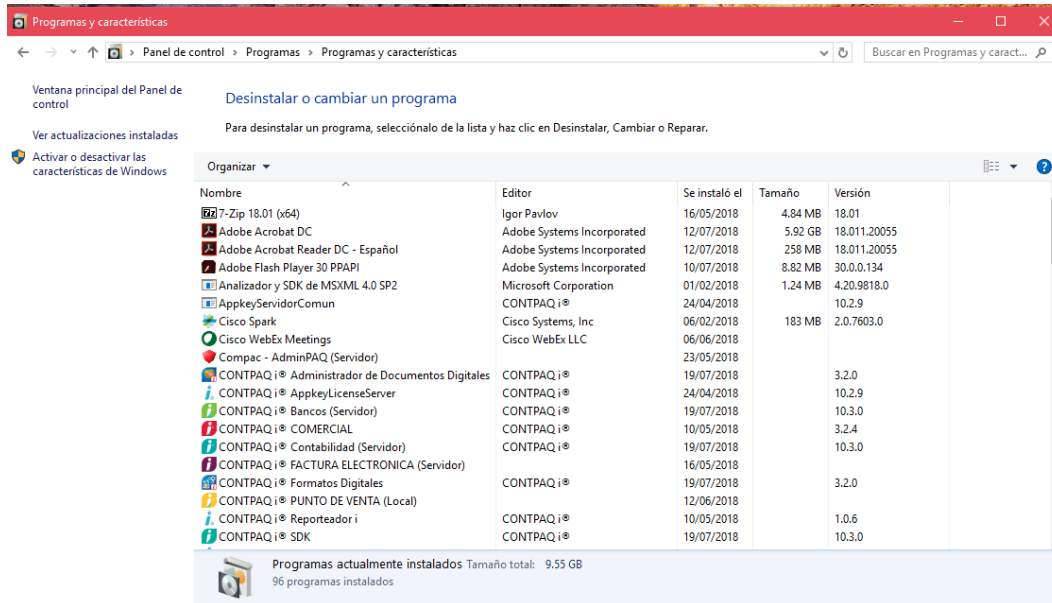 Programas y características
Panel de control > Programas > Programas y características
Buscar en Programas y caract...
Ventana principal del Panel de control
Ver actualizaciones instaladas
Activar o desactivar las características de Windows
Desinstalar o cambiar un programa
Para desinstalar un programa, selecciónalo de la lista y haz clic en Desinstalar, Cambiar o Reparar.
Organizar
Nombre Editor Se instaló el Tamaño Versión
7-Zip 18.01 (x64) Igor Pavlov 16/05/2018 4.84 MB 18.01
Adobe Acrobat DC Adobe Systems Incorporated 12/07/2018 5.92 GB 18.011.20055
Adobe Acrobat Reader DC - Español Adobe Systems Incorporated 12/07/2018 258 MB 18.011.20055
Adobe Flash Player 30 PPAPI Adobe Systems Incorporated 10/07/2018 8.82 MB 30.0.0.134
Analizador y SDK de MSXML 4.0 SP2 Microsoft Corporation 01/02/2018 1.24 MB 4.20.9818.0
AppkeyServidorComun CONTPAQ i® 24/04/2018 10.2.9
Cisco Spark Cisco Systems, Inc 06/02/2018 183 MB 2.0.7603.0
Cisco WebEx Meetings Cisco WebEx LLC 06/06/2018
Compac - AdminPAQ (Servidor) 23/05/2018
CONTPAQ i® Administrador de Documentos Digitales CONTPAQ i® 19/07/2018 3.2.0
CONTPAQ i® AppkeyLicenseServer CONTPAQ i® 24/04/2018 10.2.9
CONTPAQ i® Bancos (Servidor) CONTPAQ i® 19/07/2018 10.3.0
CONTPAQ i® COMERCIAL CONTPAQ i® 10/05/2018 3.2.4
CONTPAQ i® Contabilidad (Servidor) CONTPAQ i® 19/07/2018 10.3.0
CONTPAQ i® FACTURA ELECTRONICA (Servidor) 16/05/2018
CONTPAQ i® Formatos Digitales CONTPAQ i® 19/07/2018 3.2.0
CONTPAQ i® PUNTO DE VENTA (Local) 12/06/2018
CONTPAQ i® Reporteador i CONTPAQ i® 10/05/2018 1.0.6
CONTPAQ i® SDK CONTPAQ i® 19/07/2018 10.3.0
Programas actualmente instalados Tamaño total: 9.55 GB
96 programas instalados